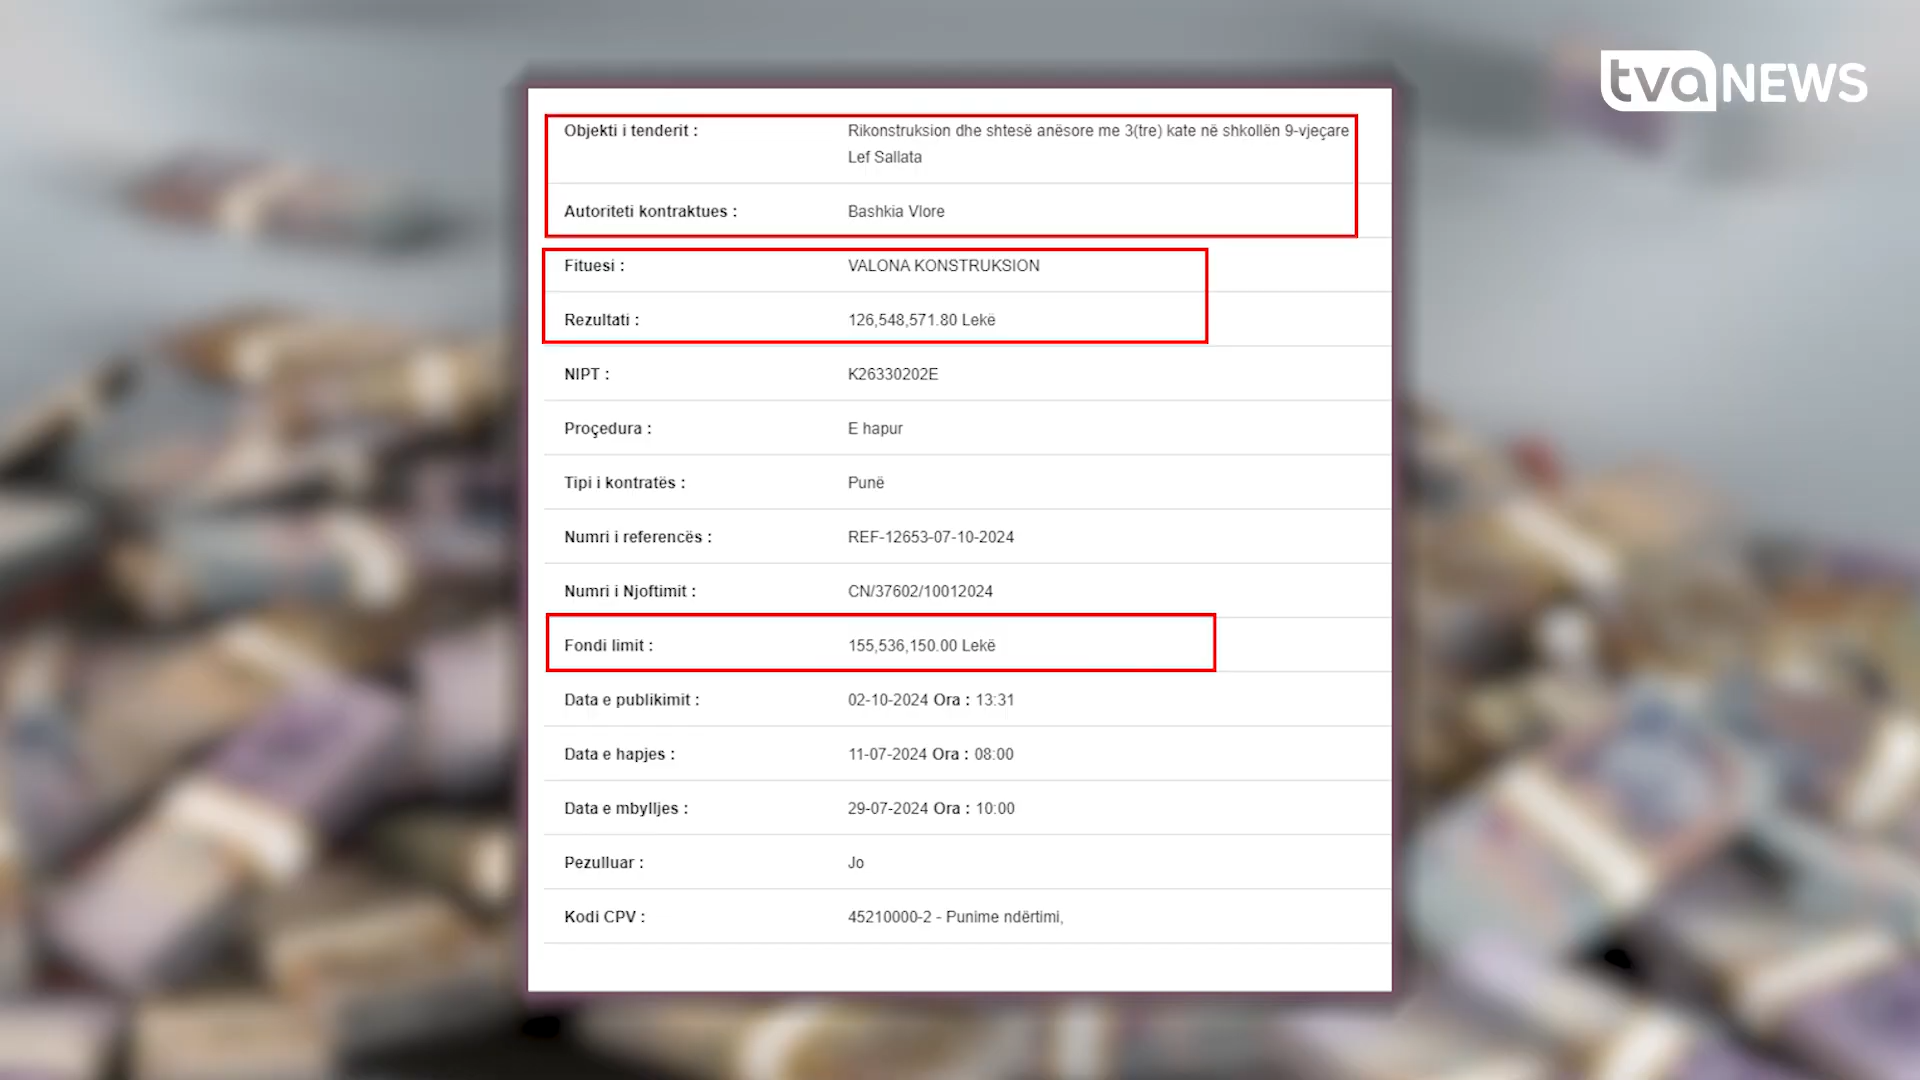 tva NEWS
Objekti i tenderit : Rikonstruksion dhe shtesë anësore me 3(tre) kate në shkollën 9-vjeçare
Lef Sallata
Autoriteti kontraktues : Bashkia Vlore
Fituesi : VALONA KONSTRUKSION
Rezultati : 126,548,571.80 Lekë
NIPT : K26330202E
Proçedura : E hapur
Tipi i kontratës : Punë
Numri i referencës : REF-12653-07-10-2024
Numri i Njoftimit : CN/37602/10012024
Fondi limit : 155,536,150.00 Lekë
Data e publikimit : 02-10-2024 Ora : 13:31
Data e hapjes : 11-07-2024 Ora : 08:00
Data e mbylljes : 29-07-2024 Ora : 10:00
Pezulluar : Jo
Kodi CPV : 45210000-2 - Punime ndërtimi,